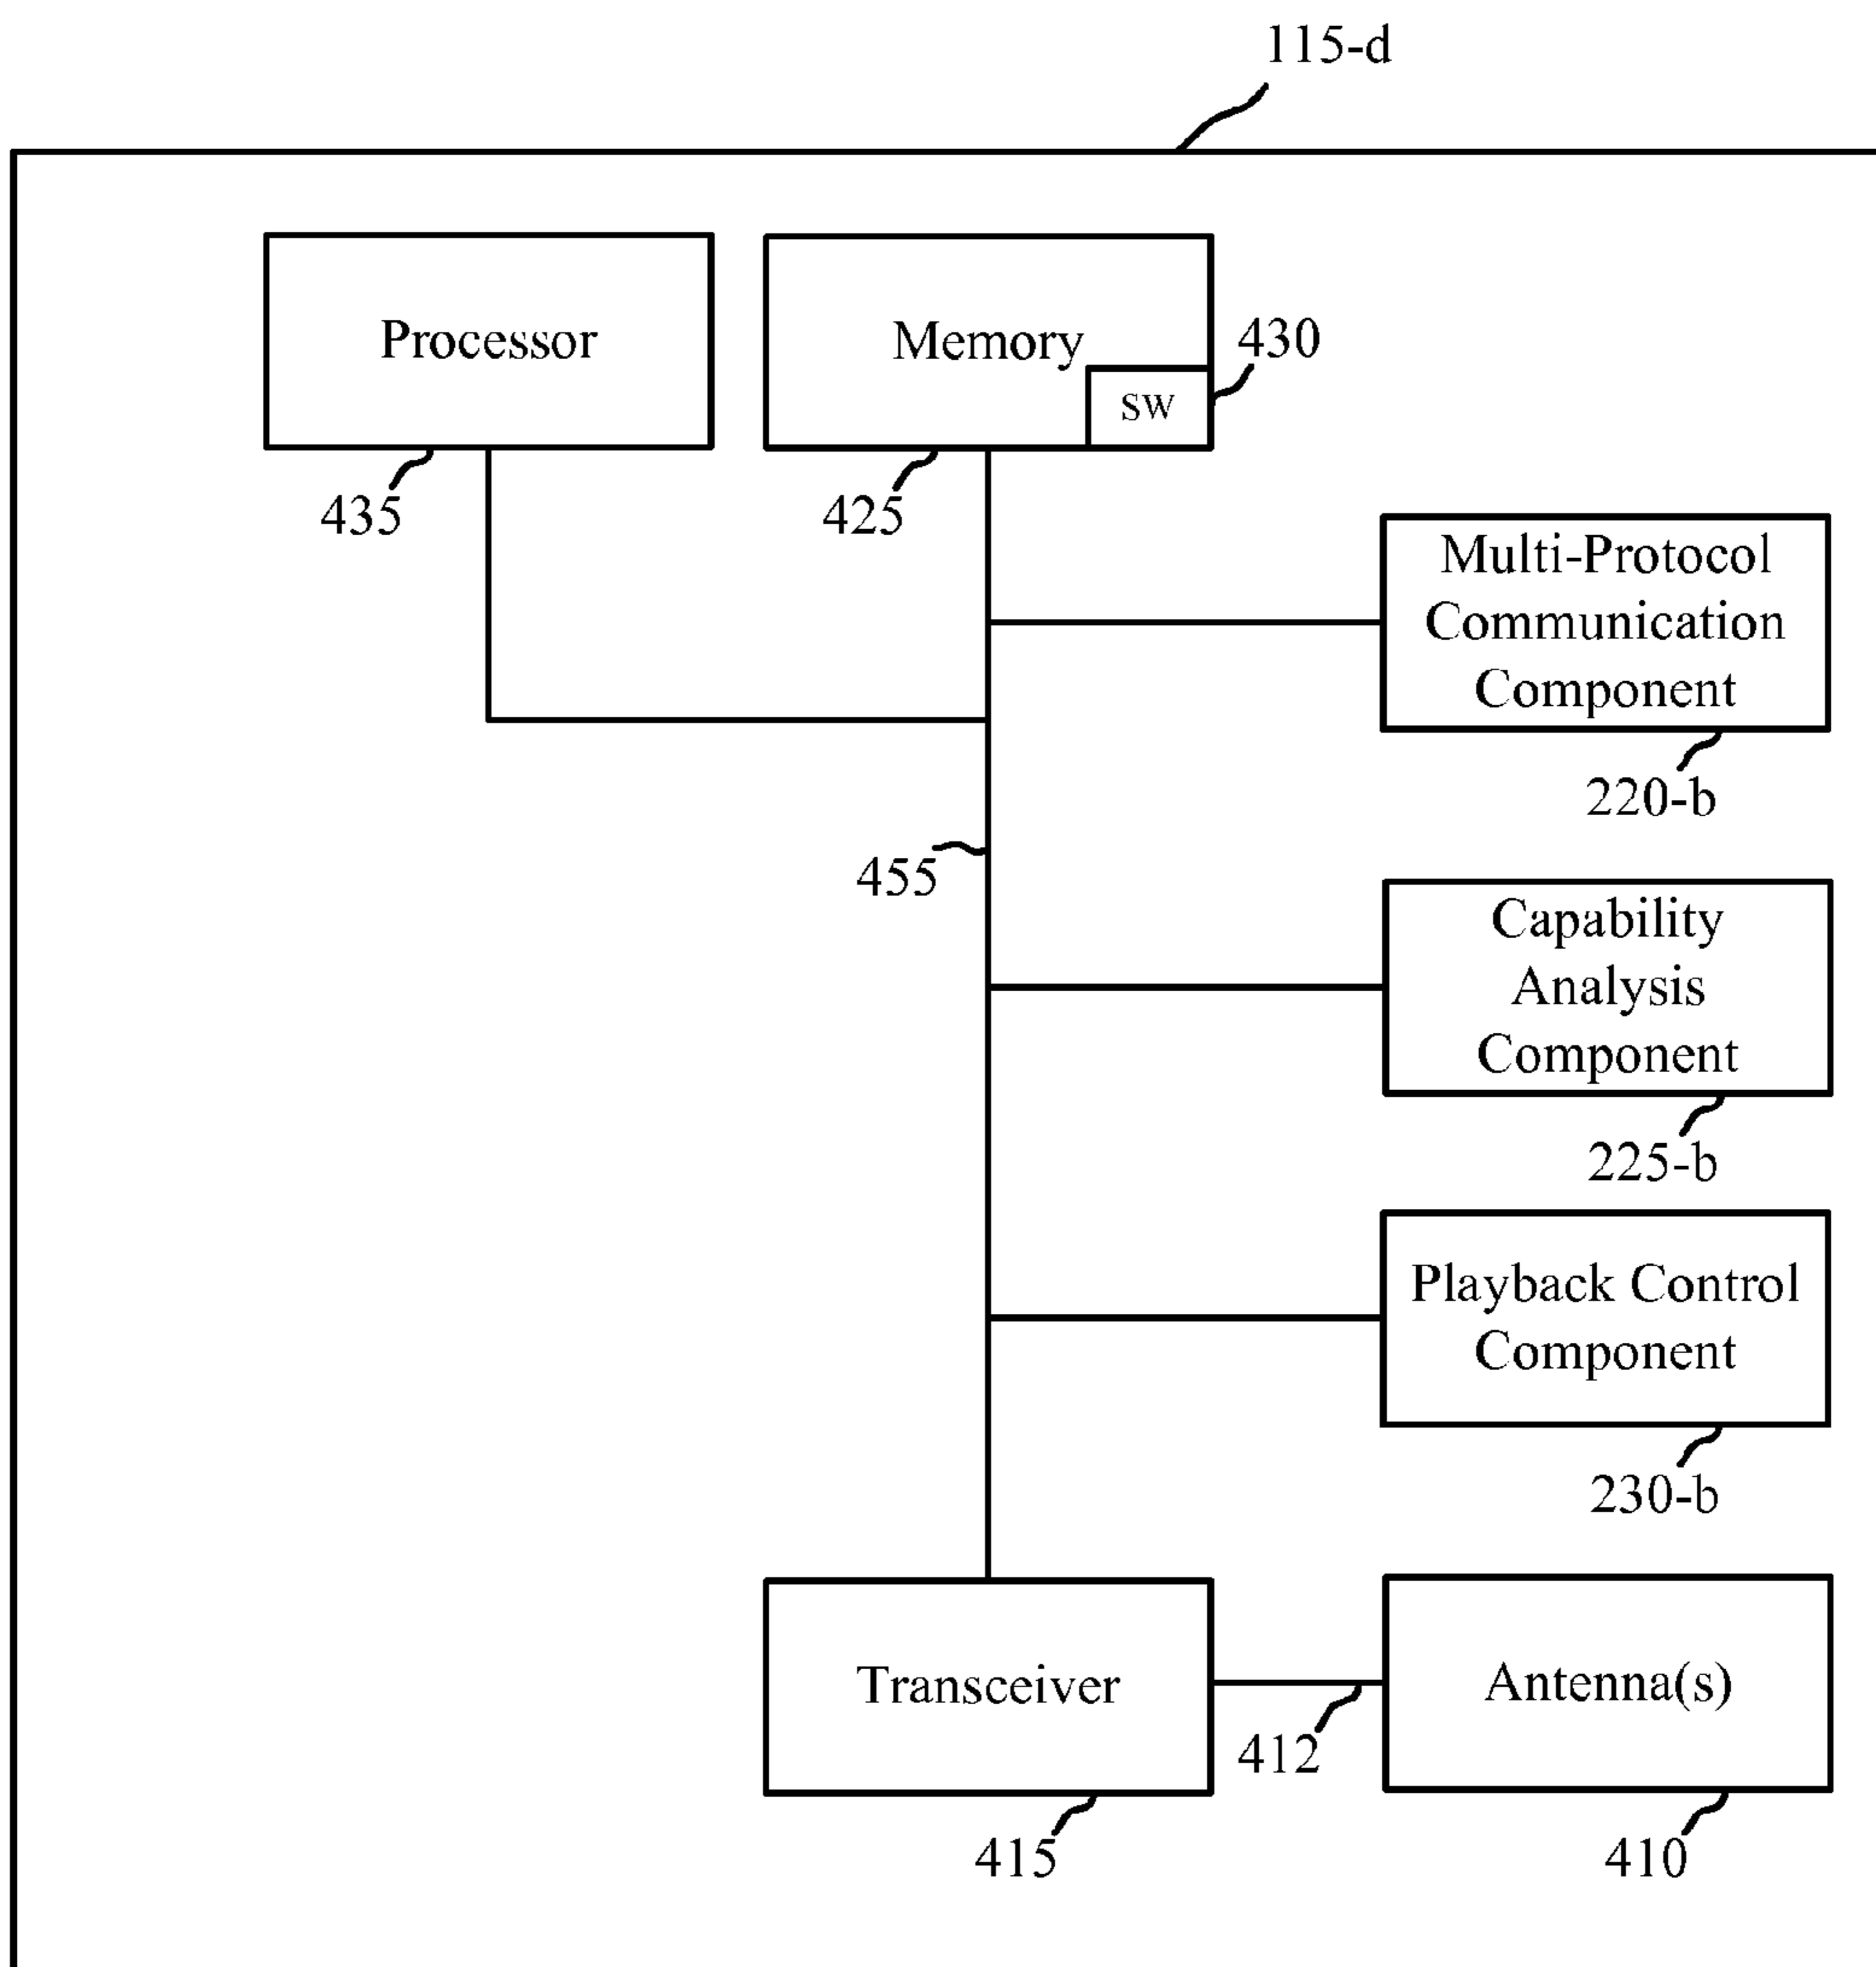 115-d
Processor
Memory
430
SW
435
425
Multi-Protocol
Communication
Component
220-b
455
Capability
Analysis
Component
225-b
Playback Control
Component
230-b
Transceiver
Antenna(s)
412
415
410